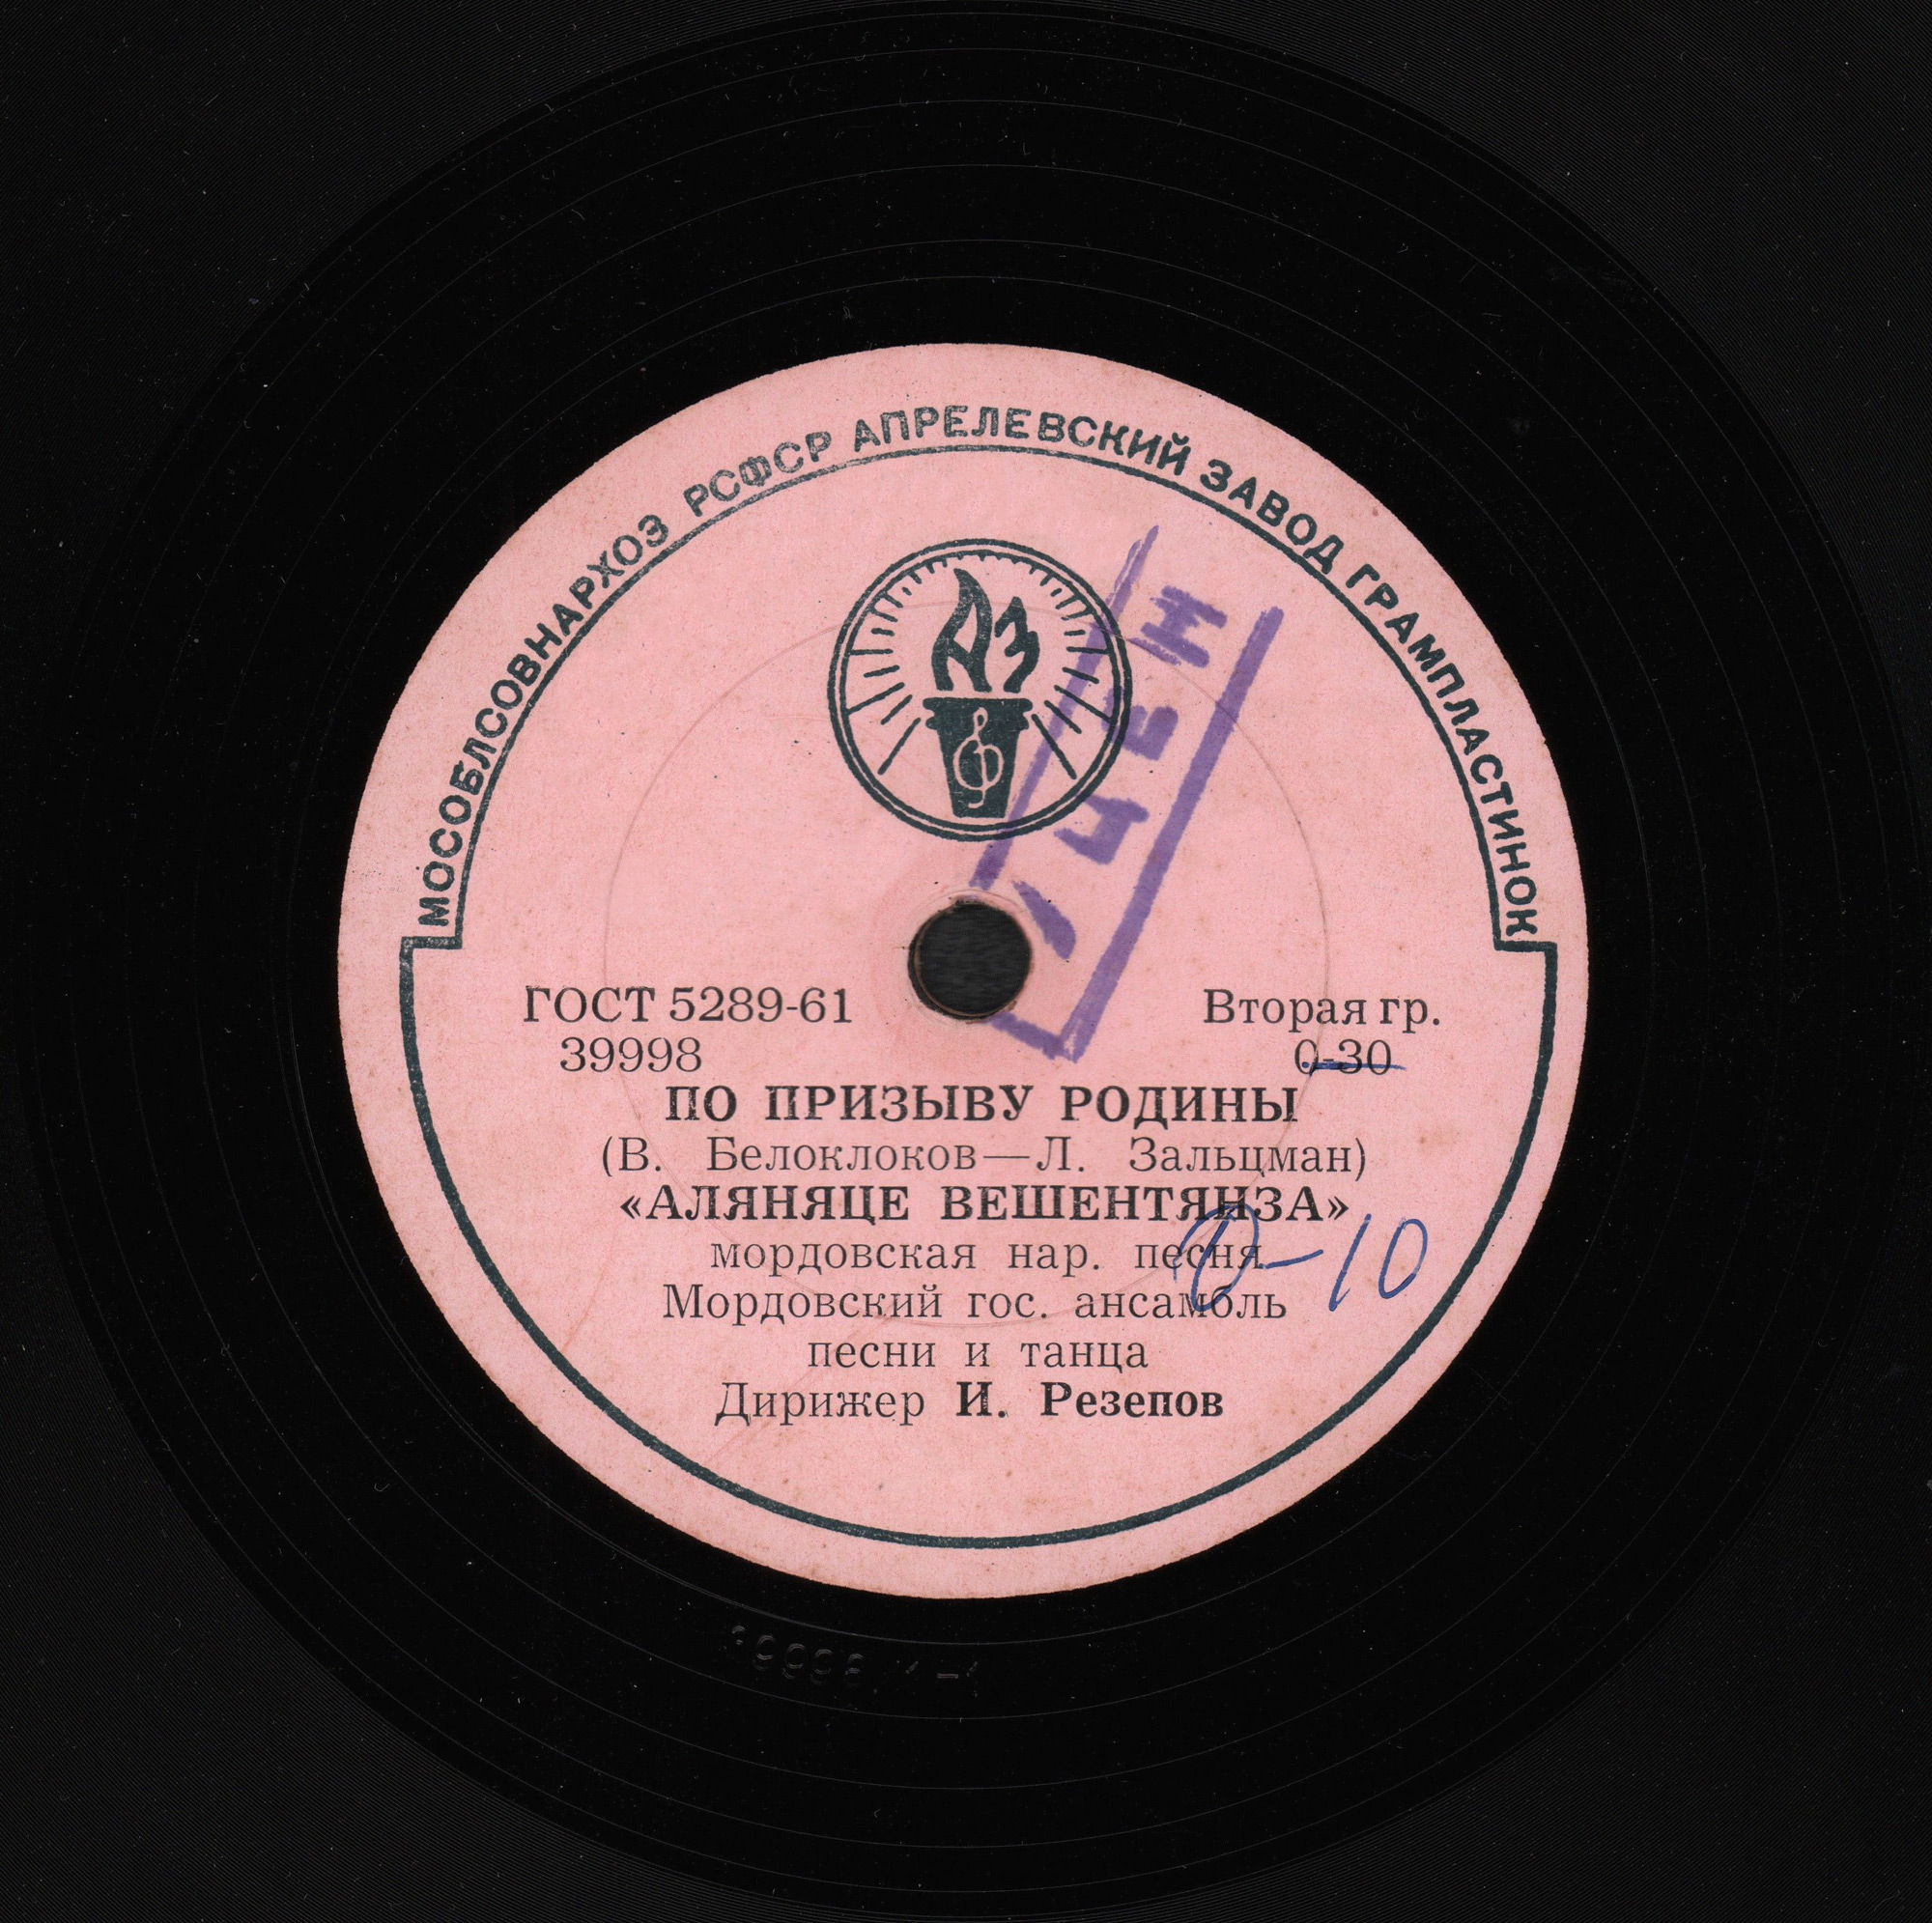 МОСОБЛСОВНАРХОЗ РСФСР АПРЕЛЕВСКИЙ ЗАВОД ГРАМПЛАСТИНОК
АЗ
УЦЕН
ГОСТ 5289-61
Вторая гр.
39998
0-30
ПО ПРИЗЫВУ РОДИНЫ
(В. Белоклоков—Л. Зальцман)
«АЛЯНЯЦЕ ВЕШЕНТЯНЗА»
мордовская нар. песня
0-10
Мордовский гос. ансамбль
песни и танца
Дирижер И. Резепов